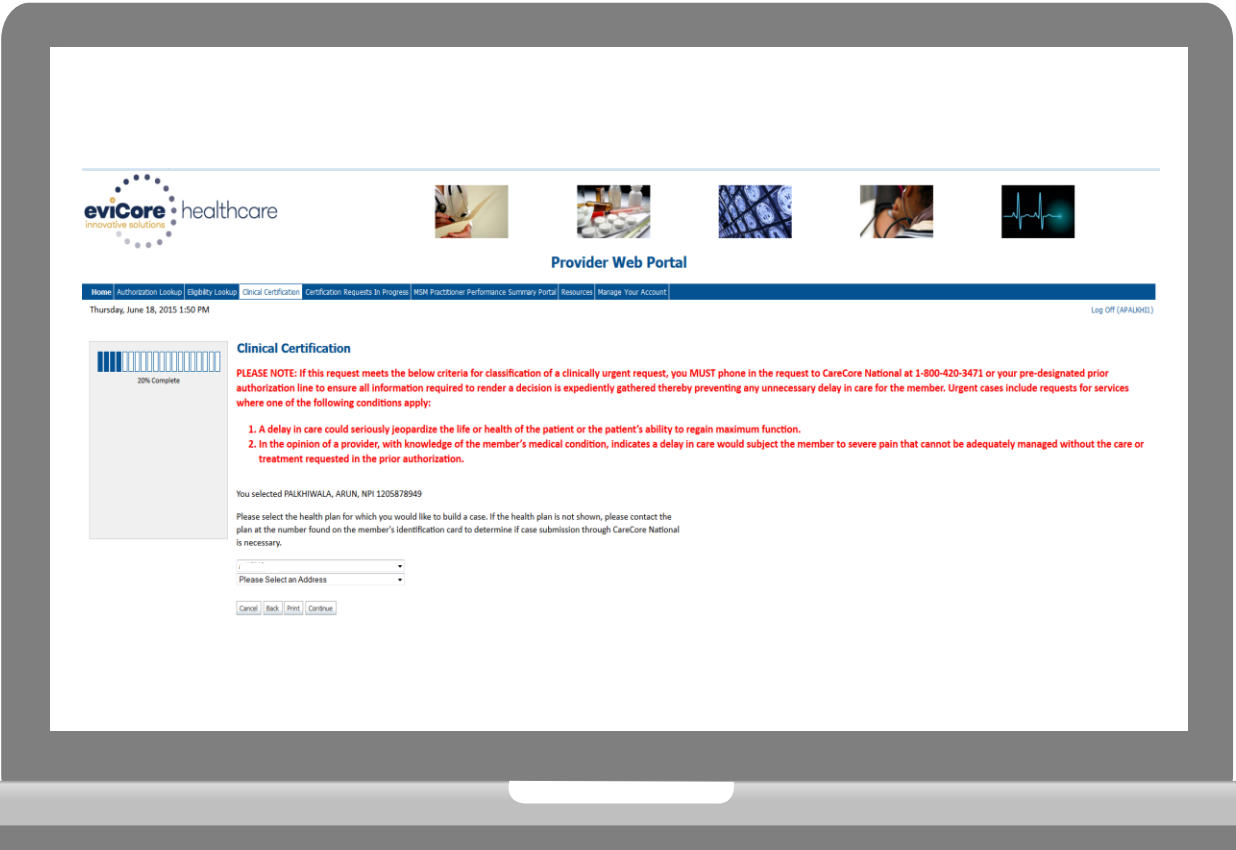 eviCore healthcare
innovative solutions
Provider Web Portal
Home Authorization Lookup Eligibility Lookup Clinical Certification Certification Requests In Progress MSM Practitioner Performance Summary Portal Resources Manage Your Account
Thursday, June 18, 2015 1:50 PM
Log Off (APALKHI1)
20% Complete
Clinical Certification
PLEASE NOTE: If this request meets the below criteria for classification of a clinically urgent request, you MUST phone in the request to CareCore National at 1-800-420-3471 or your pre-designated prior
authorization line to ensure all information required to render a decision is expediently gathered thereby preventing any unnecessary delay in care for the member. Urgent cases include requests for services
where one of the following conditions apply:
1. A delay in care could seriously jeopardize the life or health of the patient or the patient's ability to regain maximum function.
2. In the opinion of a provider, with knowledge of the member's medical condition, indicates a delay in care would subject the member to severe pain that cannot be adequately managed without the care or
treatment requested in the prior authorization.
You selected PALKHIWALA, ARUN, NPI 1205878949
Please select the health plan for which you would like to build a case. If the health plan is not shown, please contact the
plan at the number found on the member's identification card to determine if case submission through CareCore National
is necessary.
Please Select an Address
Cancel Back Print Continue